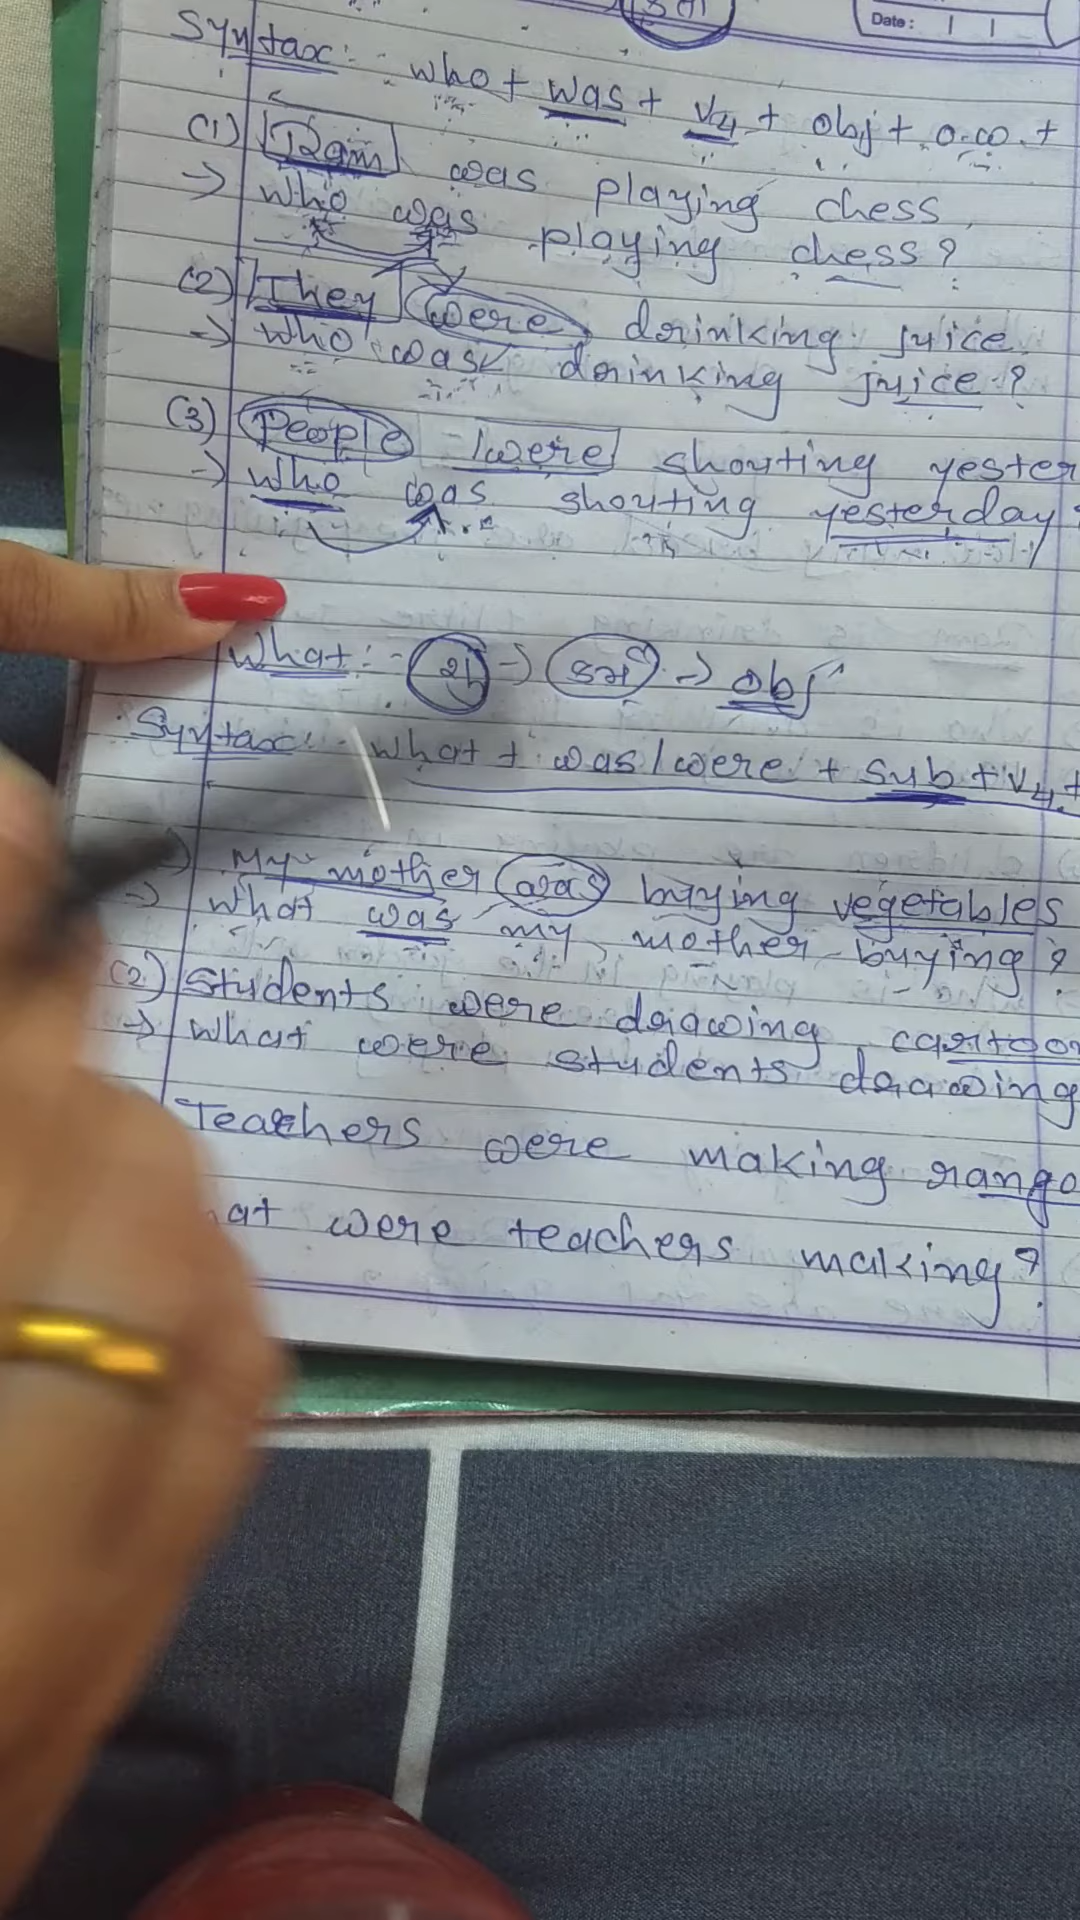 Date:
Syntax: - who + was + V4 + obj + o.w. +
(1) Ram was playing chess
→ who was playing chess?
(2) They were drinking juice.
→ who was drinking juice?
(3) People were shouting yester
→ who was shouting yesterday
What: - → → obj
Syntax: - what + was/were + sub + V4 +
My mother was buying vegetables
→ what was my mother buying?
(2) Students were drawing cartoo
→ what were students drawing
Teachers were making rango
at were teachers making?